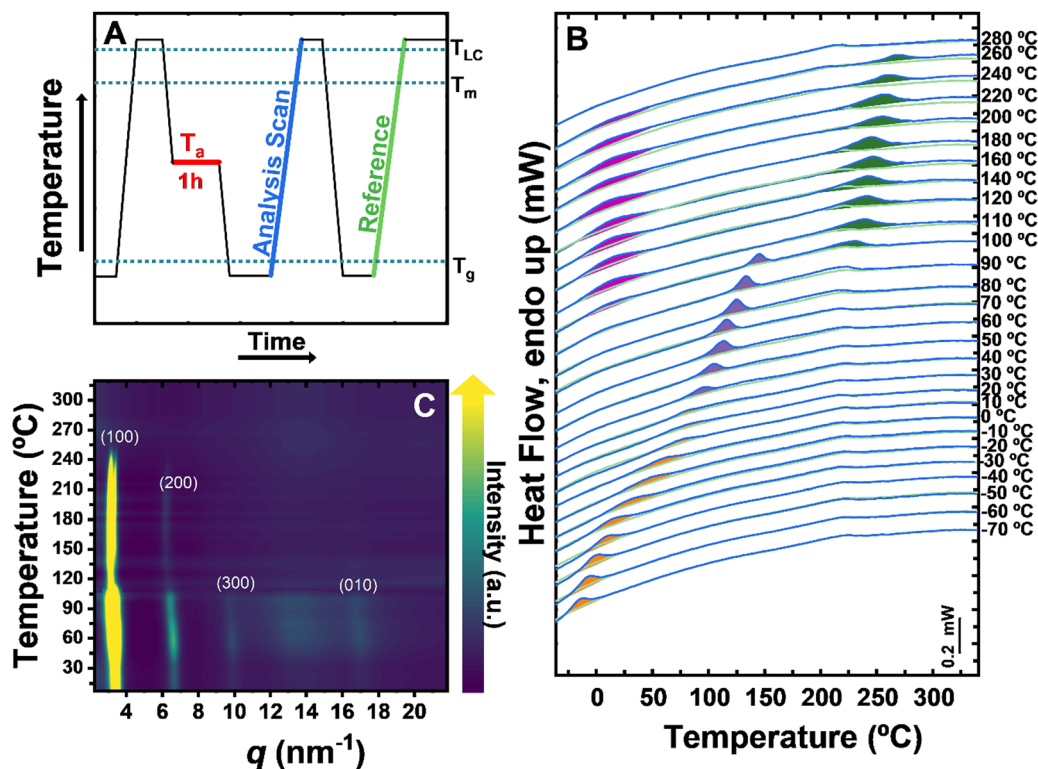 A
Temperature
T_LC
T_m
T_a
1h
Analysis Scan
Reference
T_g
Time
B
Heat Flow, endo up (mW)
280 ºC
260 ºC
240 ºC
220 ºC
200 ºC
180 ºC
160 ºC
140 ºC
120 ºC
110 ºC
100 ºC
90 ºC
80 ºC
70 ºC
60 ºC
50 ºC
40 ºC
30 ºC
20 ºC
10 ºC
0 ºC
-10 ºC
-20 ºC
-30 ºC
-40 ºC
-50 ºC
-60 ºC
-70 ºC
0.2 mW
0 50 100 150 200 250 300
Temperature (ºC)
C
Temperature (ºC)
300
270
240
210
180
150
120
90
60
30
(100)
(200)
(300)
(010)
4 6 8 10 12 14 16 18 20
q (nm⁻¹)
Intensity (a.u.)